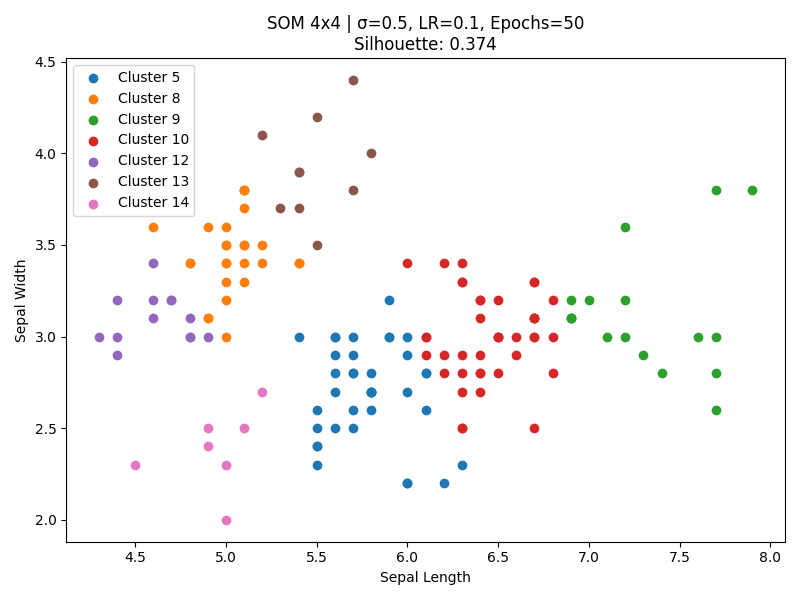 SOM 4x4 | σ=0.5, LR=0.1, Epochs=50
Silhouette: 0.374
4.5
4.0
3.5
3.0
2.5
2.0
Sepal Width
Cluster 5
Cluster 8
Cluster 9
Cluster 10
Cluster 12
Cluster 13
Cluster 14
4.5 5.0 5.5 6.0 6.5 7.0 7.5 8.0
Sepal Length